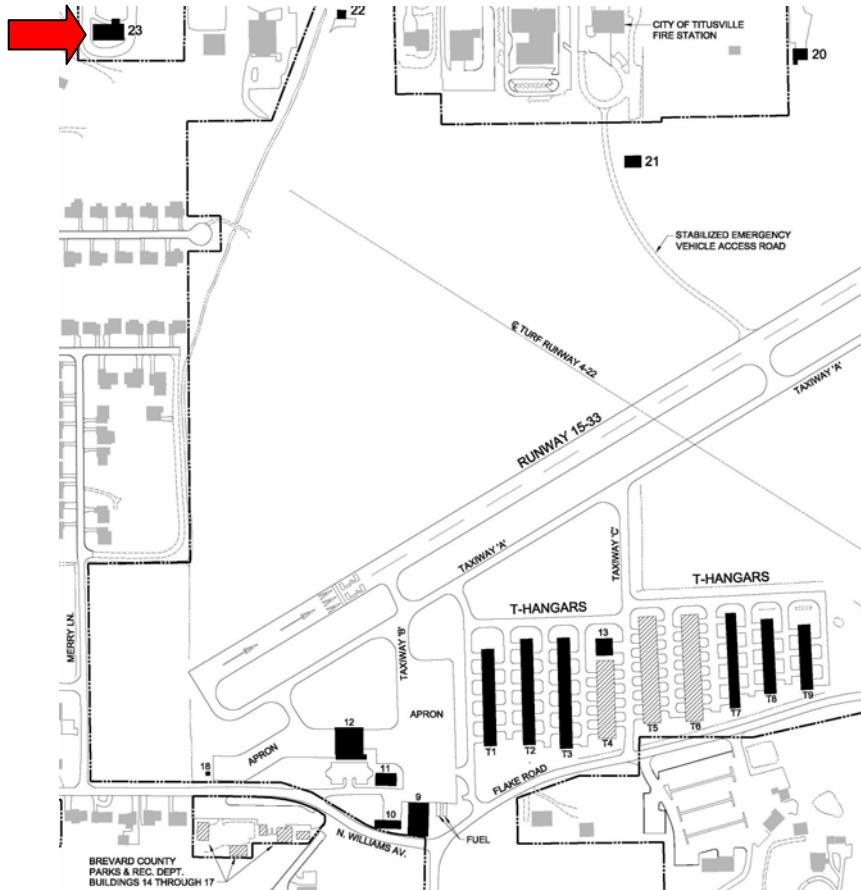 23
22
CITY OF TITUSVILLE
FIRE STATION
20
21
STABILIZED EMERGENCY
VEHICLE ACCESS ROAD
℄ TURF RUNWAY 4-22
TAXIWAY 'A'
RUNWAY 15-33
TAXIWAY 'A'
TAXIWAY 'C'
T-HANGARS
T-HANGARS
MERRY LN.
TAXIWAY 'B'
13
12
APRON
T1
T2
T3
T4
T5
T6
T7
T8
T9
18
APRON
11
FLAKE ROAD
9
10
N. WILLIAMS AV.
FUEL
BREVARD COUNTY
PARKS & REC. DEPT.
BUILDINGS 14 THROUGH 17